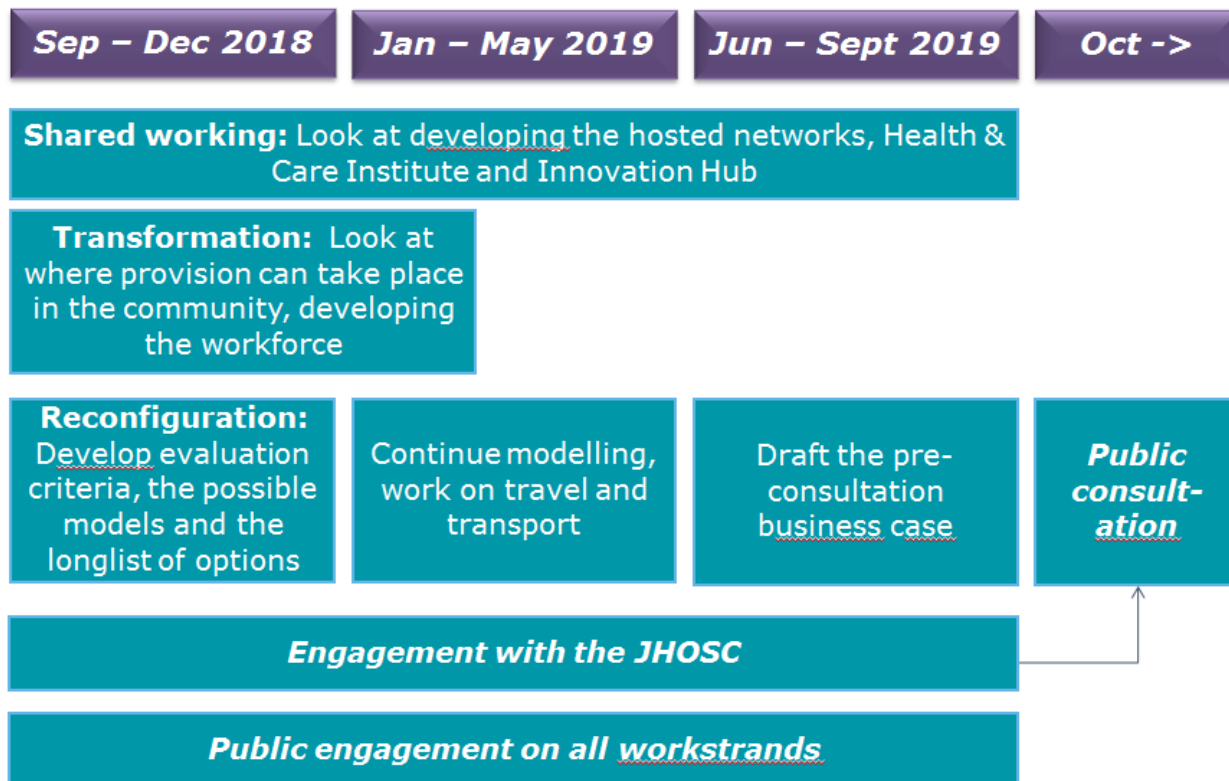 Sep – Dec 2018
Jan – May 2019
Jun – Sept 2019
Oct ->
Shared working: Look at developing the hosted networks, Health &
Care Institute and Innovation Hub
Transformation: Look at
where provision can take place
in the community, developing
the workforce
Reconfiguration:
Develop evaluation
criteria, the possible
models and the
longlist of options
Continue modelling,
work on travel and
transport
Draft the pre-
consultation
business case
Public
consult-
ation
Engagement with the JHOSC
Public engagement on all workstrands